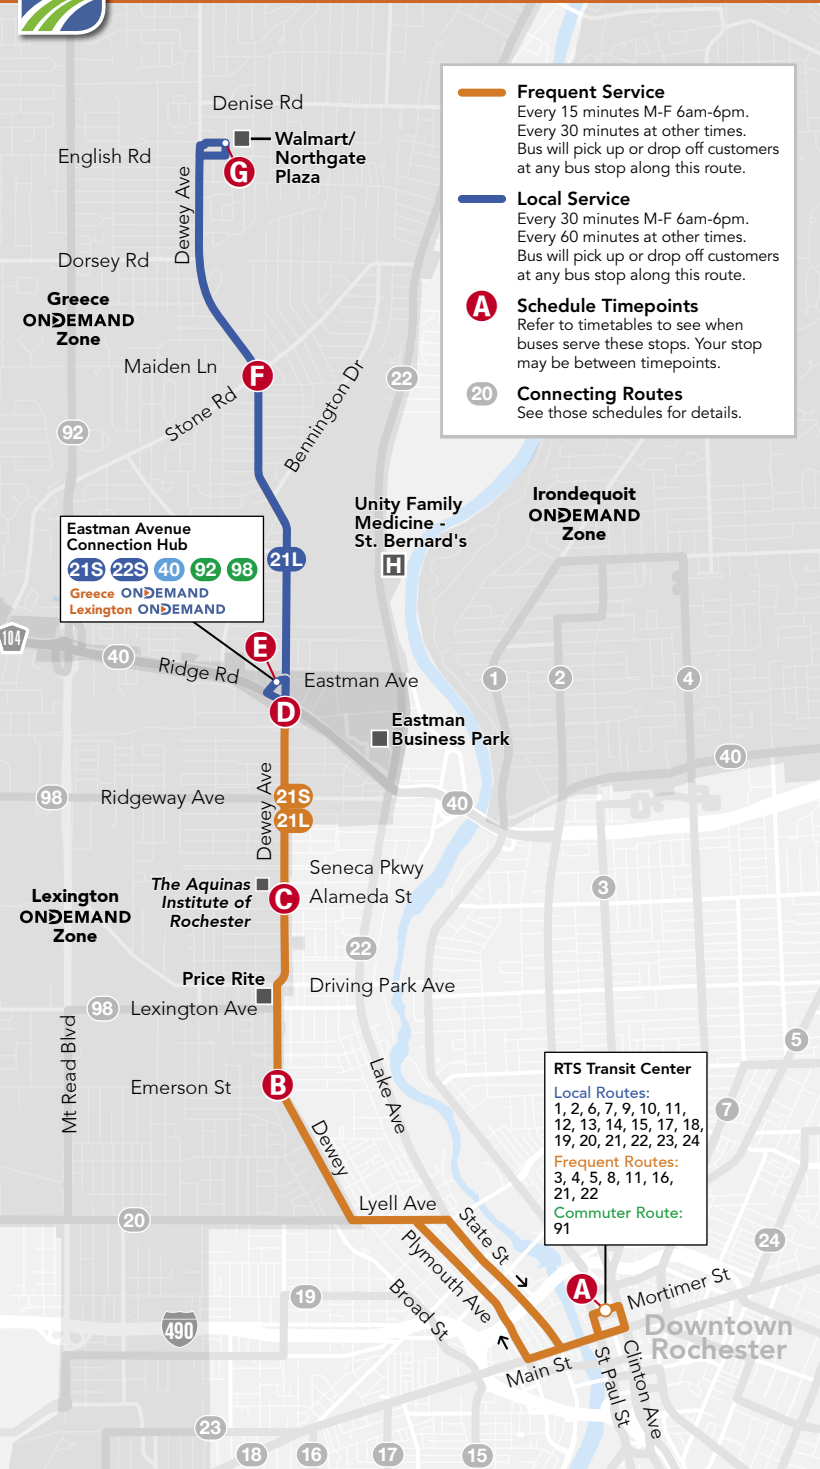 Frequent Service
Every 15 minutes M-F 6am-6pm.
Every 30 minutes at other times.
Bus will pick up or drop off customers
at any bus stop along this route.
Local Service
Every 30 minutes M-F 6am-6pm.
Every 60 minutes at other times.
Bus will pick up or drop off customers
at any bus stop along this route.
A
Schedule Timepoints
Refer to timetables to see when
buses serve these stops. Your stop
may be between timepoints.
20
Connecting Routes
See those schedules for details.
Denise Rd
Walmart/
Northgate
Plaza
English Rd
G
Dewey Ave
Dorsey Rd
Greece
ONDEMAND
Zone
Maiden Ln
F
22
Stone Rd
Bennington Dr
92
Irondequoit
ONDEMAND
Zone
Unity Family
Medicine -
St. Bernard's
H
Eastman Avenue
Connection Hub
21S 22S 40 92 98
Greece ONDEMAND
Lexington ONDEMAND
21L
104
40
Ridge Rd
E
Eastman Ave
1
2
4
D
Eastman
Business Park
40
98
Ridgeway Ave
Dewey Ave
21S
21L
40
Seneca Pkwy
The Aquinas
Institute of
Rochester
C
Alameda St
3
Lexington
ONDEMAND
Zone
22
Price Rite
Driving Park Ave
98
Lexington Ave
Mt Read Blvd
5
Emerson St
B
Lake Ave
7
RTS Transit Center
Local Routes:
1, 2, 6, 7, 9, 10, 11,
12, 13, 14, 15, 17, 18,
19, 20, 21, 22, 23, 24
Frequent Routes:
3, 4, 5, 8, 11, 16,
21, 22
Commuter Route:
91
Dewey
Lyell Ave
20
State St
24
Plymouth Ave
Broad St
19
A
Mortimer St
490
Downtown
Rochester
Main St
St Paul St
Clinton Ave
23
18
16
17
15